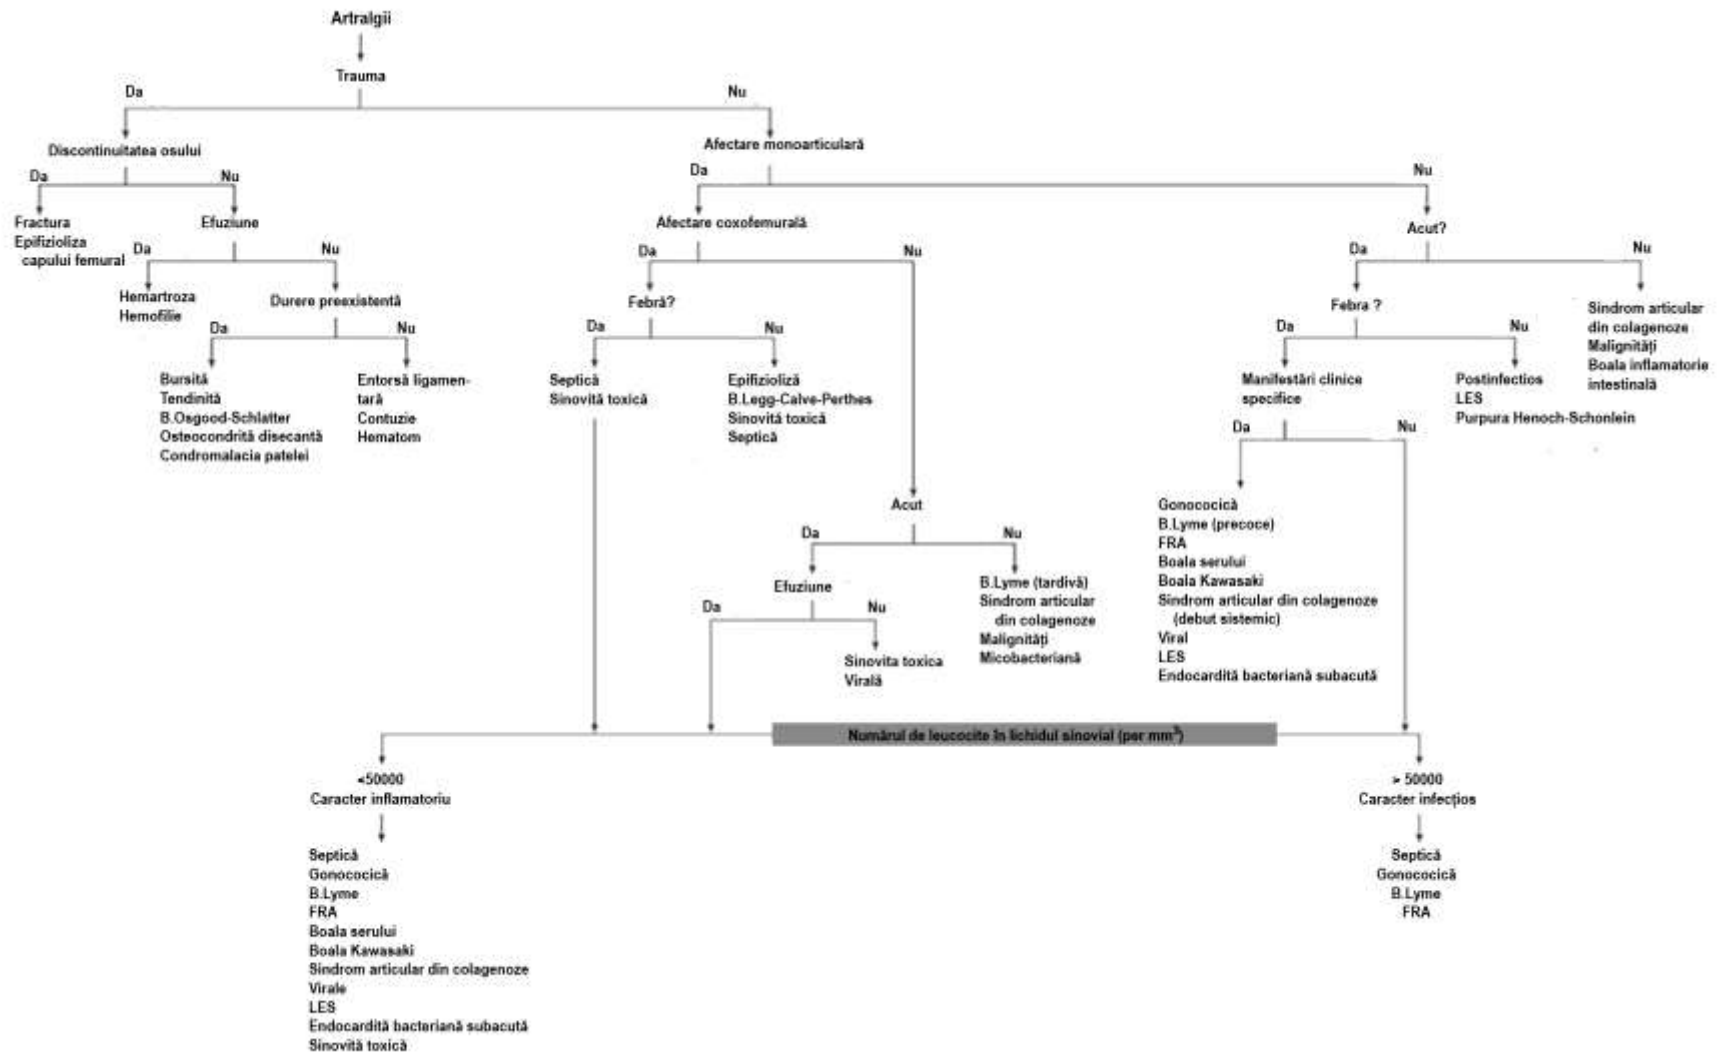 Artralgii
Trauma
Da
Nu
Discontinuitatea osului
Afectare monoarticulară
Da
Nu
Da
Nu
Fractura
Epifizioliza
capului femural
Efuziune
Afectare coxofemurală
Acut?
Da
Nu
Da
Nu
Da
Nu
Hemartroza
Hemofilie
Durere preexistentă
Febră?
Febra ?
Sindrom articular
din colagenoze
Malignități
Boala inflamatorie
intestinală
Da
Nu
Da
Nu
Da
Nu
Bursită
Tendinită
B.Osgood-Schlatter
Osteocondrită disecantă
Condromalacia patelei
Entorsă ligamen-
tară
Contuzie
Hematom
Septică
Sinovită toxică
Epifizioliză
B.Legg-Calve-Perthes
Sinovită toxică
Septică
Manifestări clinice
specifice
Postinfectios
LES
Purpura Henoch-Schonlein
Da
Nu
Acut
Da
Nu
Gonococică
B.Lyme (precoce)
FRA
Boala serului
Boala Kawasaki
Sindrom articular din colagenoze
(debut sistemic)
Viral
LES
Endocardită bacteriană subacută
Efuziune
Da
Nu
B.Lyme (tardivă)
Sindrom articular
din colagenoze
Malignități
Micobacteriană
Sinovita toxica
Virală
Numărul de leucocite în lichidul sinovial (per mm³)
<50000
Caracter inflamatoriu
> 50000
Caracter infecțios
Septică
Gonococică
B.Lyme
FRA
Boala serului
Boala Kawasaki
Sindrom articular din colagenoze
Virale
LES
Endocardită bacteriană subacută
Sinovită toxică
Septică
Gonococică
B.Lyme
FRA